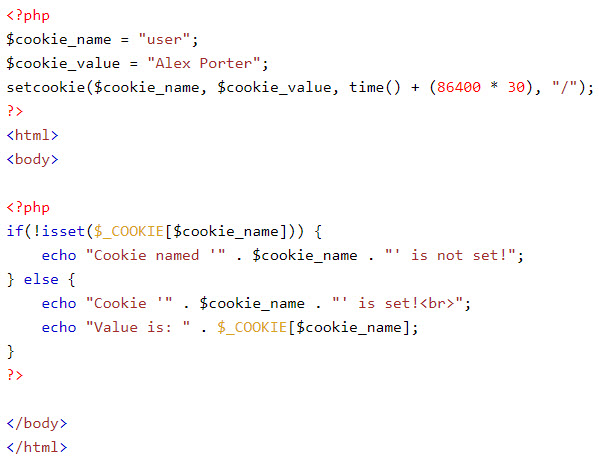 <?php
$cookie_name = "user";
$cookie_value = "Alex Porter";
setcookie($cookie_name, $cookie_value, time() + (86400 * 30), "/");
?>
<html>
<body>

<?php
if(!isset($_COOKIE[$cookie_name])) {
    echo "Cookie named '" . $cookie_name . "' is not set!";
} else {
    echo "Cookie '" . $cookie_name . "' is set!<br>";
    echo "Value is: " . $_COOKIE[$cookie_name];
}
?>

</body>
</html>